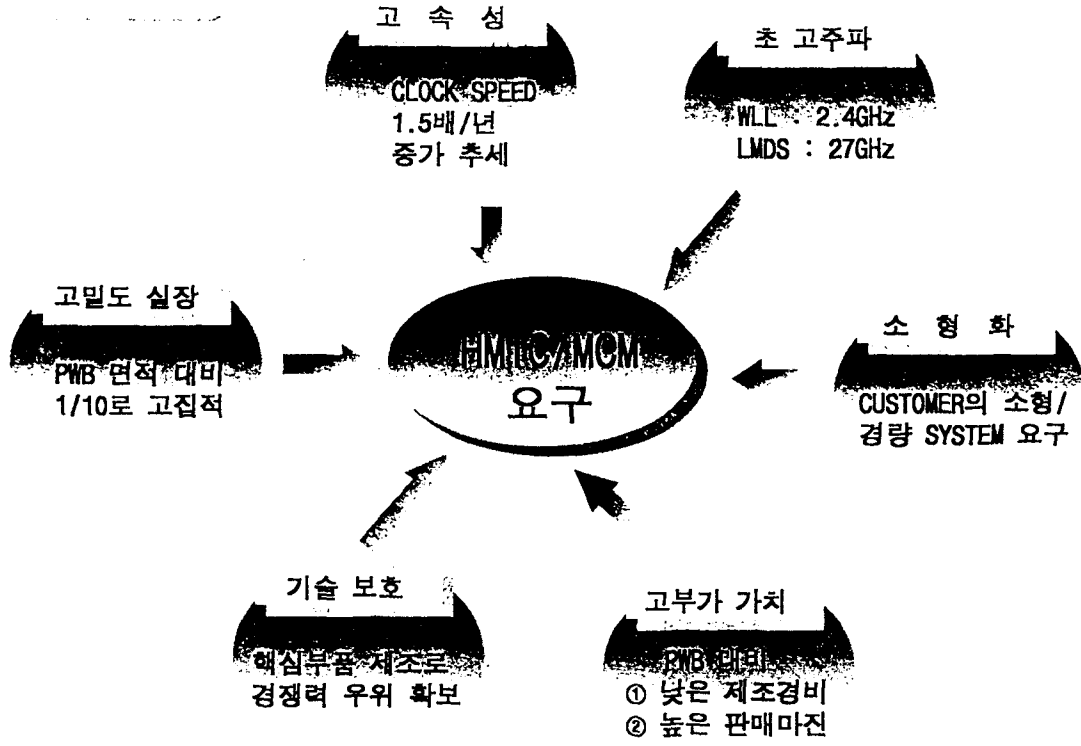 고 속 성
CLOCK SPEED
1.5배/년
증가 추세
초 고주파
WLL : 2.4GHz
LMDS : 27GHz
고밀도 실장
PWB 면적 대비
1/10로 고집적
HMIC/MCM
요구
소 형 화
CUSTOMER의 소형/
경량 SYSTEM 요구
기술 보호
핵심부품 제조로
경쟁력 우위 확보
고부가 가치
PWB 대비
① 낮은 제조경비
② 높은 판매마진